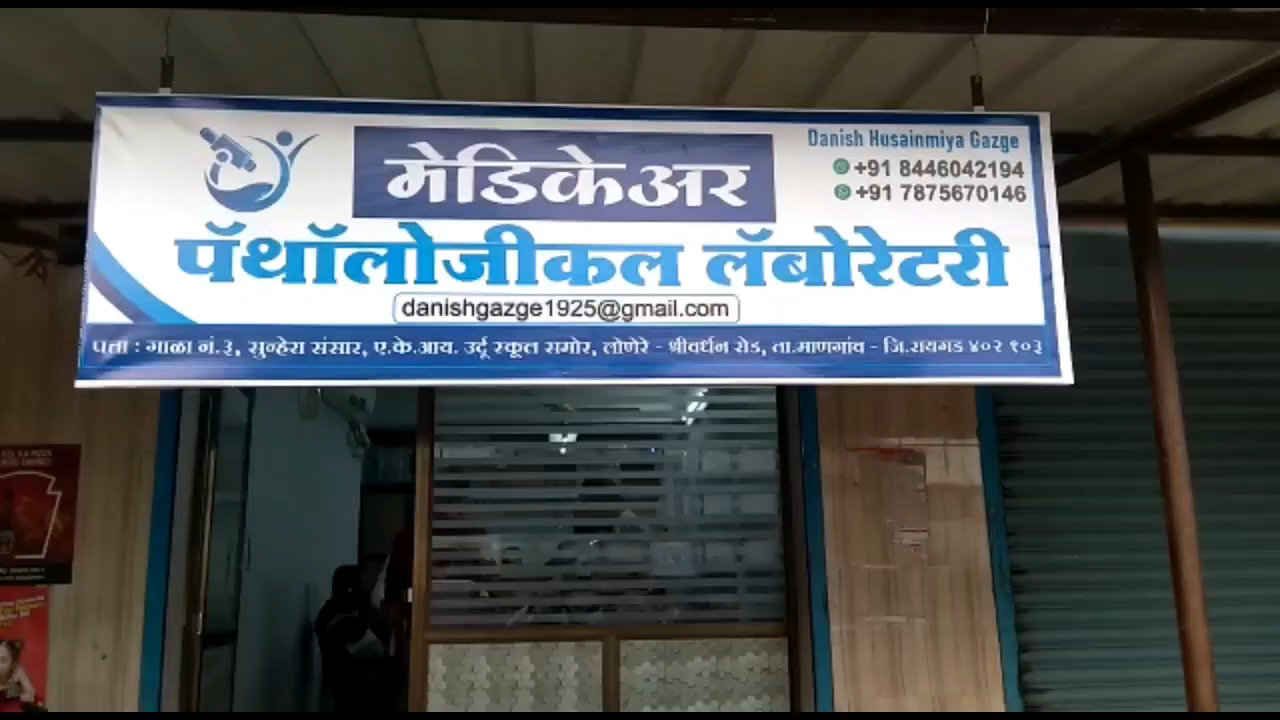 मेडिकेअर
Danish Husainmiya Gazge
+91 8446042194
+91 7875670146
पॅथॉलोजीकल लॅबोरेटरी
danishgazge1925@gmail.com
पत्ता : गाळा नं.३, सुन्हेरा संसार, ए.के.आय. उर्दू स्कूल समोर, लोणेरे - श्रीवर्धन रोड, ता.माणगांव - जि.रायगड ४०२ १०३